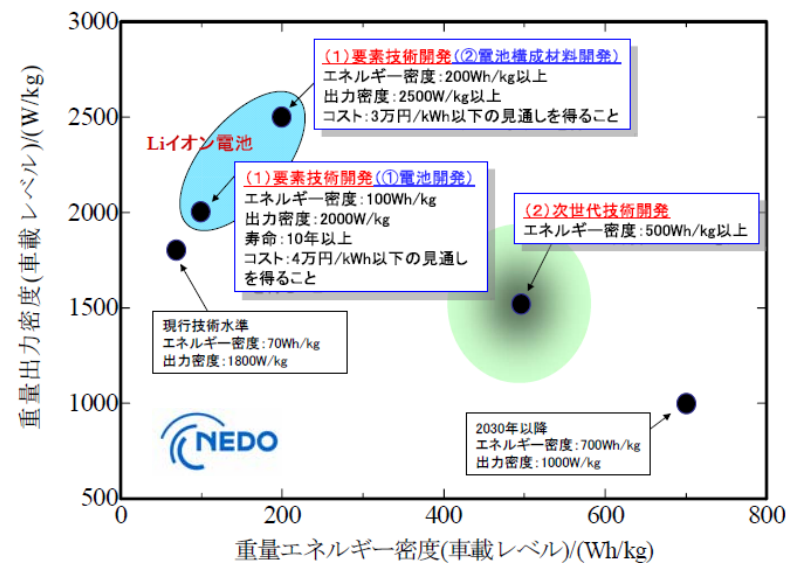 3000
2500
2000
1500
1000
500
0
200
400
600
800
重量出力密度(車載レベル)/(W/kg)
重量エネルギー密度(車載レベル)/(Wh/kg)
(1)要素技術開発(②電池構成材料開発)
エネルギー密度:200Wh/kg以上
出力密度:2500W/kg以上
コスト:3万円/kWh以下の見通しを得ること
Liイオン電池
(1)要素技術開発(①電池開発)
エネルギー密度:100Wh/kg
出力密度:2000W/kg
寿命:10年以上
コスト:4万円/kWh以下の見通し
を得ること
(2)次世代技術開発
エネルギー密度:500Wh/kg以上
現行技術水準
エネルギー密度:70Wh/kg
出力密度:1800W/kg
2030年以降
エネルギー密度:700Wh/kg
出力密度:1000W/kg
NEDO